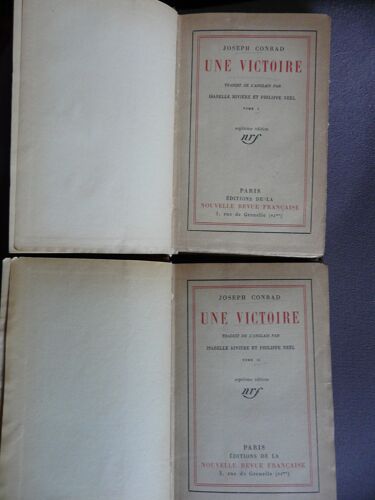 JOSEPH CONRAD
UNE VICTOIRE
TRADUIT DE L'ANGLAIS PAR
ISABELLE RIVIÈRE ET PHILIPPE NEEL
TOME I
septième édition
nrf
PARIS
ÉDITIONS DE LA
NOUVELLE REVUE FRANÇAISE
3, rue de Grenelle (6me)
JOSEPH CONRAD
UNE VICTOIRE
TRADUIT DE L'ANGLAIS PAR
ISABELLE RIVIÈRE ET PHILIPPE NEEL
TOME II
septième édition
nrf
PARIS
ÉDITIONS DE LA
NOUVELLE REVUE FRANÇAISE
3, rue de Grenelle (6me)